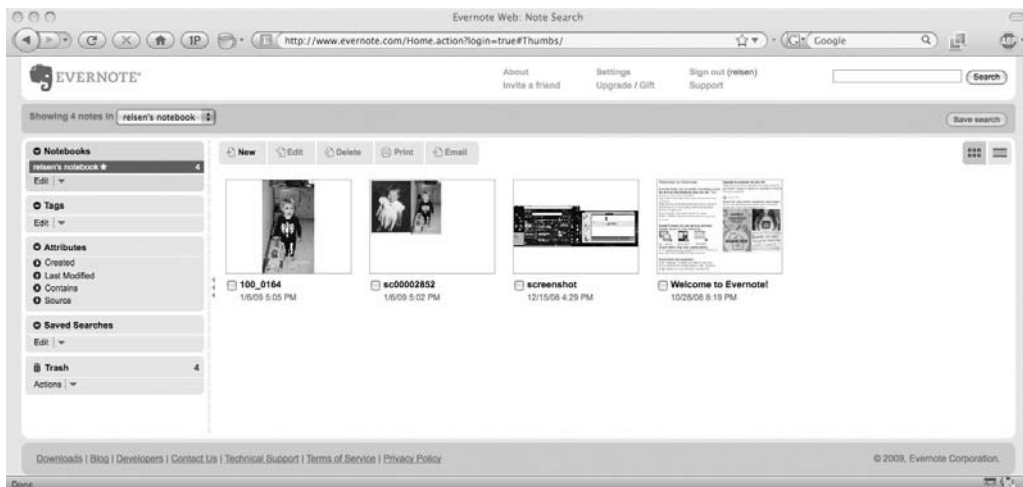 Evernote Web: Note Search
1P http://www.evernote.com/Home.action?login=true#Thumbs/ Google ABP
EVERNOTE®
About Settings Sign out (reisen)
Invite a friend Upgrade / Gift Support
Search
Showing 4 notes in reisen's notebook
Save search
Notebooks
reisen's notebook 4
Edit
Tags
Edit
Attributes
Created
Last Modified
Contains
Source
Saved Searches
Edit
Trash 4
Actions
New Edit Delete Print Email
100_0164
1/6/09 5:05 PM
sc00002852
1/6/09 5:02 PM
screenshot
12/15/08 4:29 PM
Welcome to Evernote!
10/28/08 8:19 PM
Downloads | Blog | Developers | Contact Us | Technical Support | Terms of Service | Privacy Policy
© 2009, Evernote Corporation.
Done